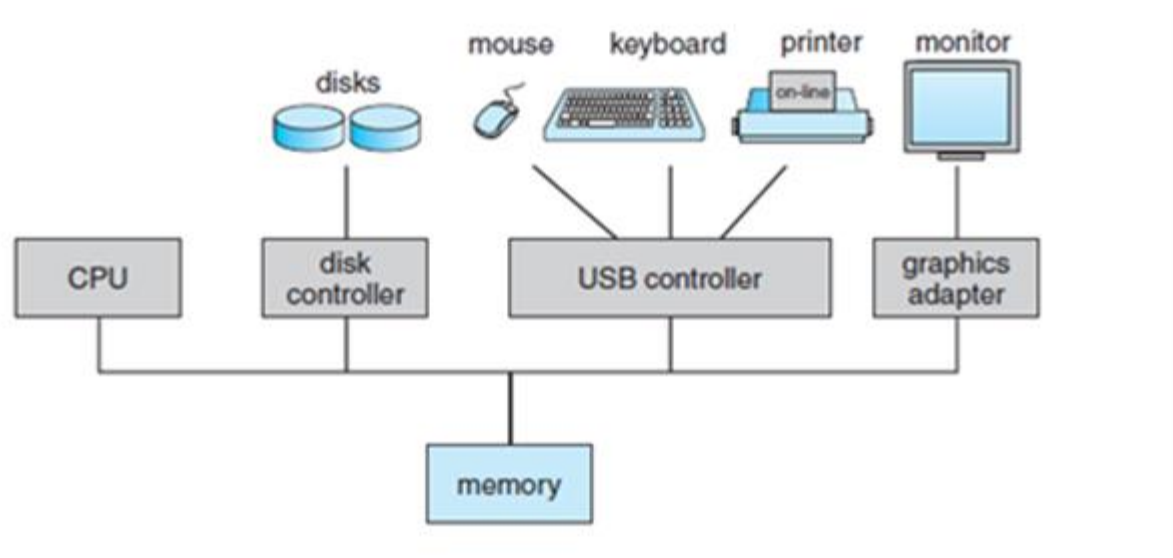 mouse
keyboard
printer
monitor
disks
on-line
CPU
disk
controller
USB controller
graphics
adapter
memory